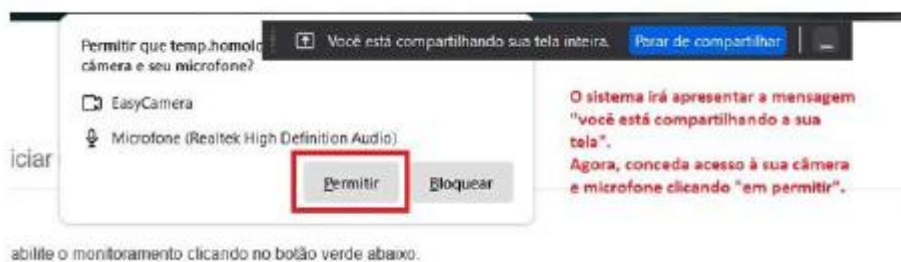 Permitir que temp.homolo
câmera e seu microfone?
Você está compartilhando sua tela inteira. Parar de compartilhar
EasyCamera
Microfone (Realtek High Definition Audio)
iciar
Permitir Bloquear
O sistema irá apresentar a mensagem
"você está compartilhando a sua
tela".
Agora, conceda acesso à sua câmera
e microfone clicando "em permitir".
abilite o monitoramento clicando no botão verde abaixo.